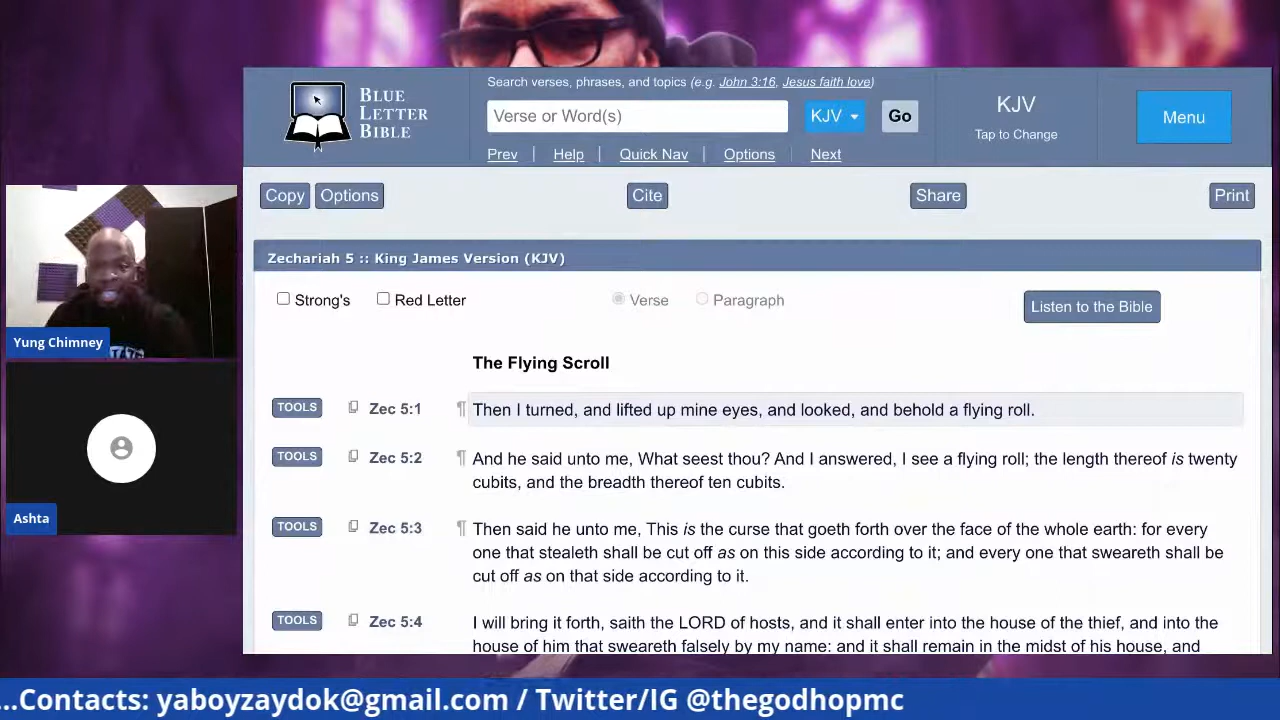 Search verses, phrases, and topics (e.g. John 3:16, Jesus faith love)
BLUE
LETTER
BIBLE
Verse or Word(s)
KJV
Go
KJV
Tap to Change
Menu
Prev | Help | Quick Nav | Options | Next
Copy Options Cite Share Print
Zechariah 5 :: King James Version (KJV)
Strong's Red Letter Verse Paragraph Listen to the Bible
The Flying Scroll
TOOLS Zec 5:1 ¶ Then I turned, and lifted up mine eyes, and looked, and behold a flying roll.
TOOLS Zec 5:2 ¶ And he said unto me, What seest thou? And I answered, I see a flying roll; the length thereof is twenty
cubits, and the breadth thereof ten cubits.
TOOLS Zec 5:3 ¶ Then said he unto me, This is the curse that goeth forth over the face of the whole earth: for every
one that stealeth shall be cut off as on this side according to it; and every one that sweareth shall be
cut off as on that side according to it.
TOOLS Zec 5:4 I will bring it forth, saith the LORD of hosts, and it shall enter into the house of the thief, and into the
house of him that sweareth falsely by my name: and it shall remain in the midst of his house, and
Yung Chimney
Ashta
...Contacts: yaboyzaydok@gmail.com / Twitter/IG @thegodhopmc